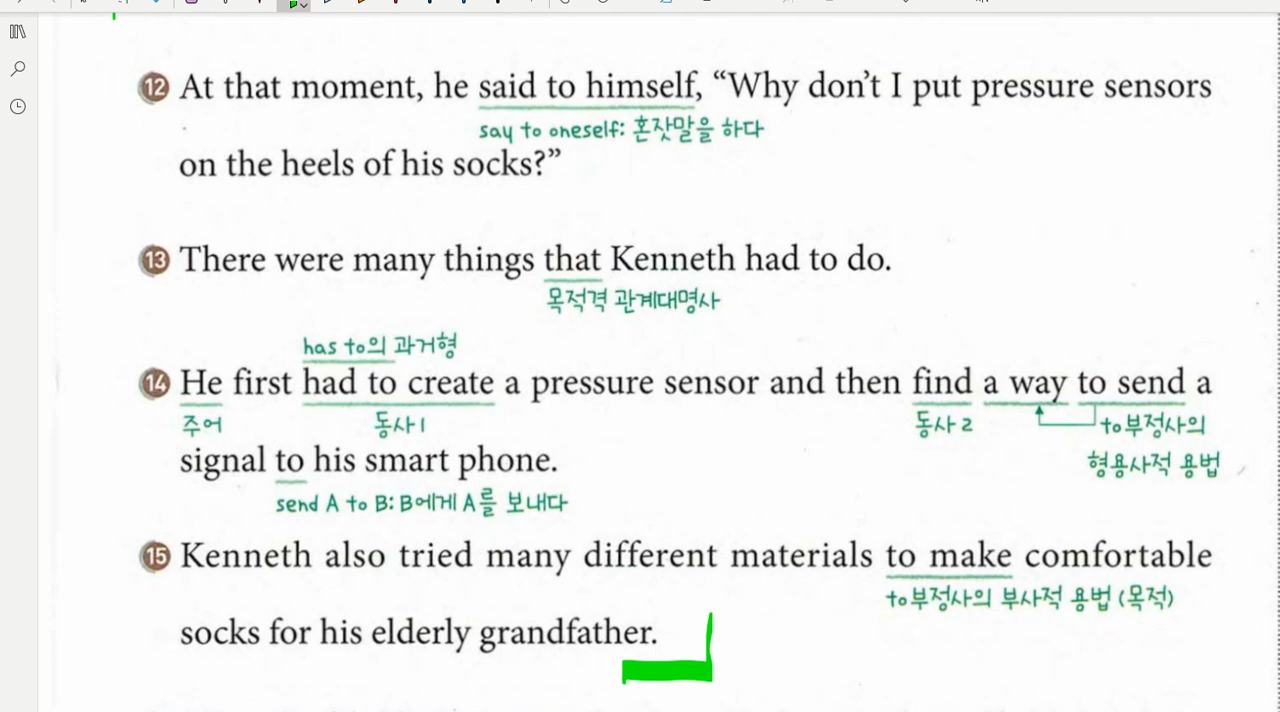 12 At that moment, he said to himself, “Why don’t I put pressure sensors
say to oneself: 혼잣말을 하다
on the heels of his socks?”
13 There were many things that Kenneth had to do.
목적격 관계대명사
has to의 과거형
14 He first had to create a pressure sensor and then find a way to send a
주어 동사1 동사2 to부정사의
형용사적 용법
signal to his smart phone.
send A to B: B에게 A를 보내다
15 Kenneth also tried many different materials to make comfortable
to부정사의 부사적 용법 (목적)
socks for his elderly grandfather.